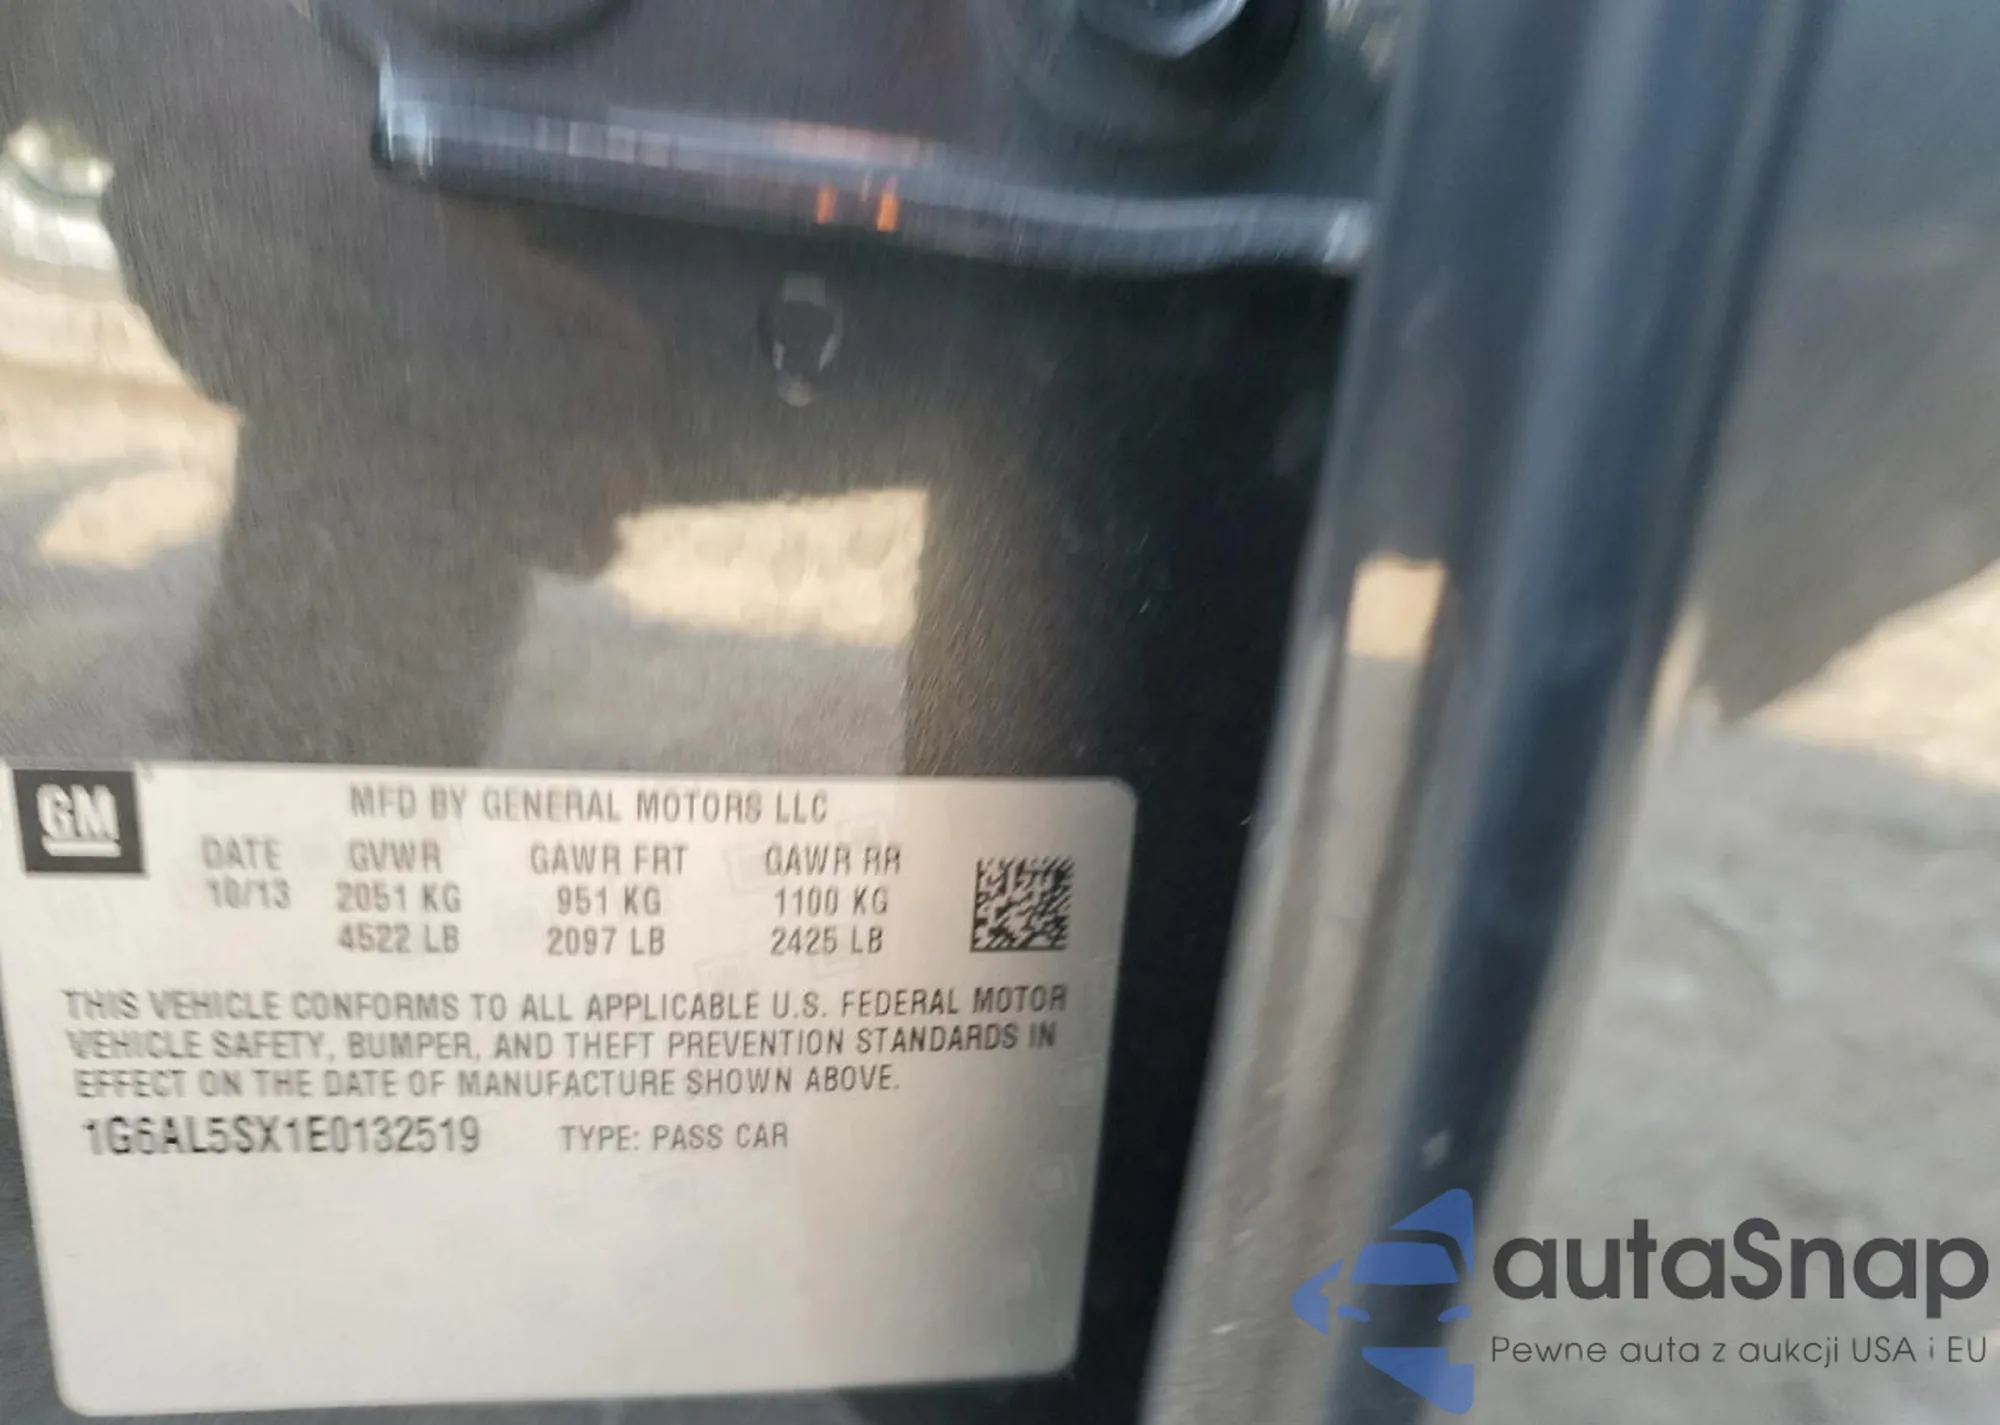 GM
MFD BY GENERAL MOTORS LLC
DATE GVWR GAWR FRT GAWR RR
10/13 2051 KG 951 KG 1100 KG
4522 LB 2097 LB 2425 LB
THIS VEHICLE CONFORMS TO ALL APPLICABLE U.S. FEDERAL MOTOR
VEHICLE SAFETY, BUMPER, AND THEFT PREVENTION STANDARDS IN
EFFECT ON THE DATE OF MANUFACTURE SHOWN ABOVE.
1G6AL5SX1E0132519 TYPE: PASS CAR
autaSnap
Pewne auta z aukcji USA i EU